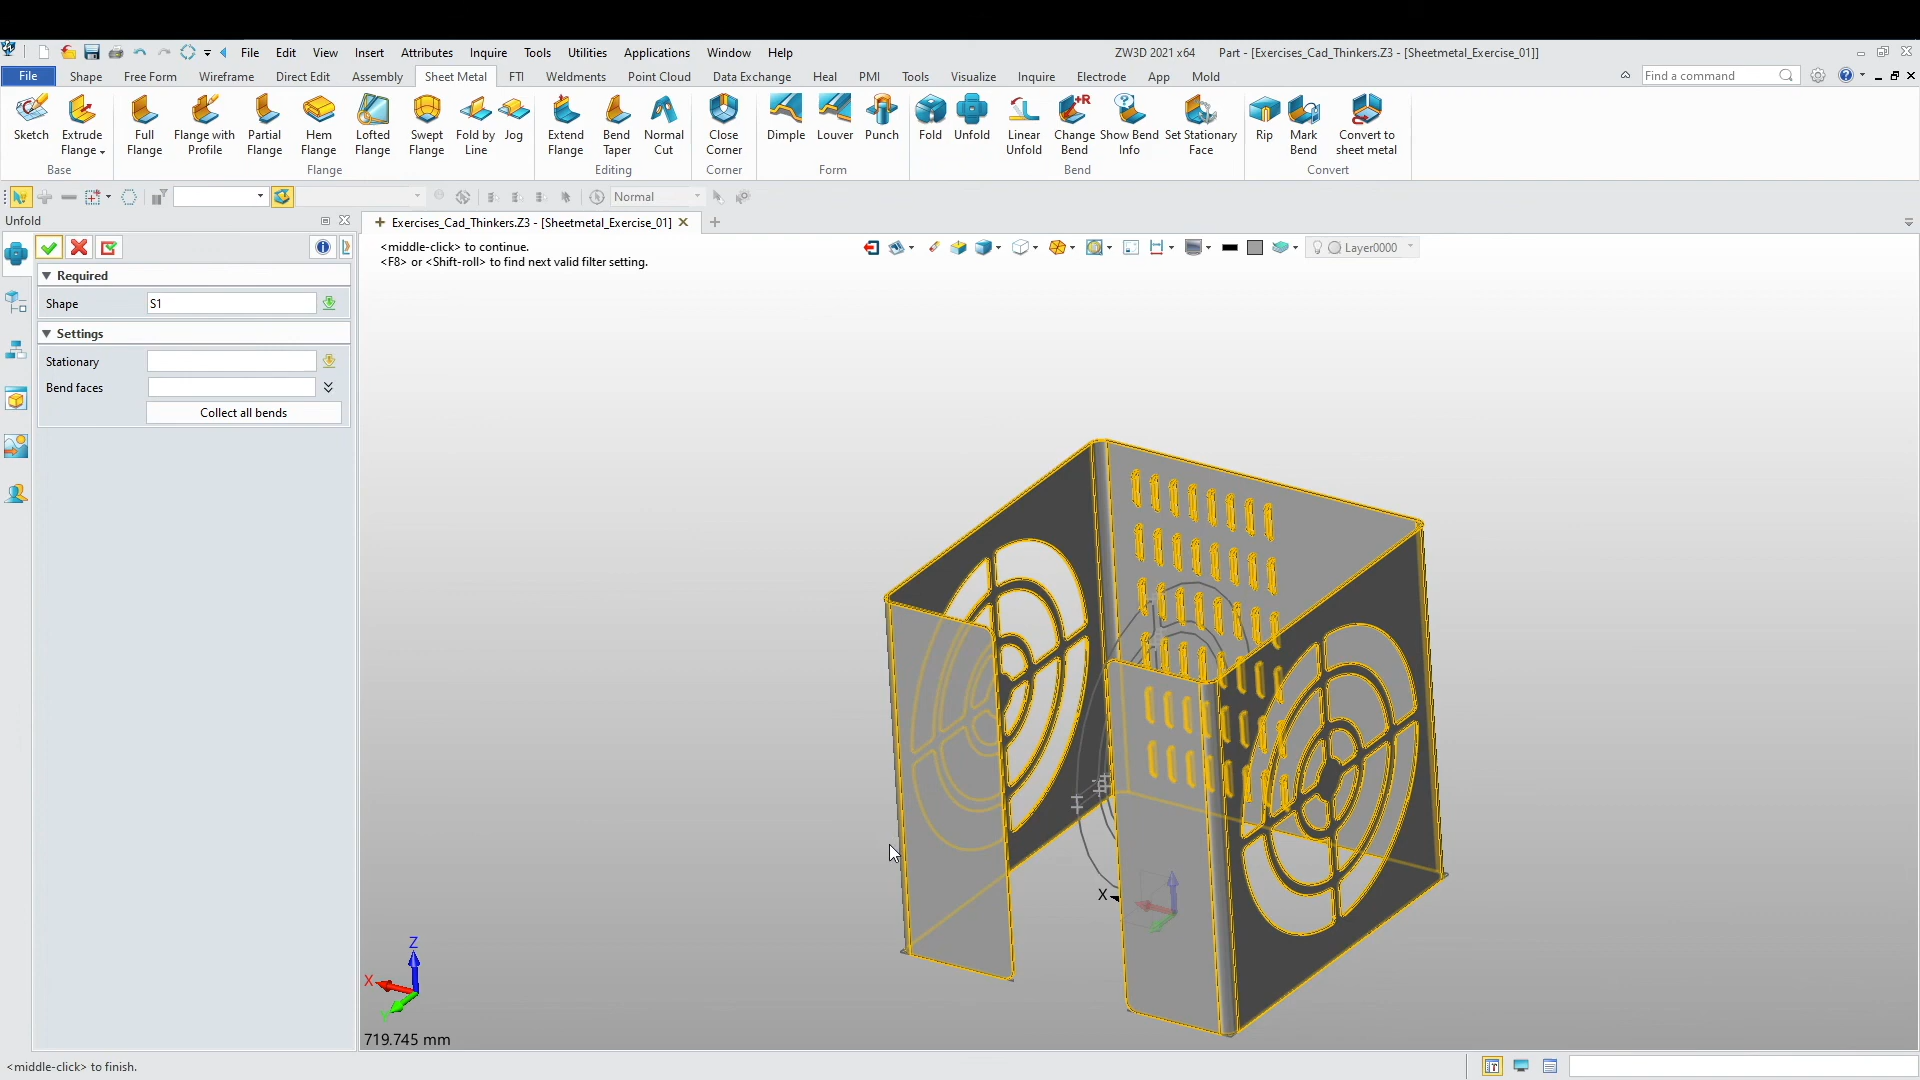 File Edit View Insert Attributes Inquire Tools Utilities Applications Window Help ZW3D 2021 x64 Part - [Exercises_Cad_Thinkers.Z3 - [Sheetmetal_Exercise_01]]
File Shape Free Form Wireframe Direct Edit Assembly Sheet Metal FTI Weldments Point Cloud Data Exchange Heal PMI Tools Visualize Inquire Electrode App Mold Find a command
Sketch Extrude Flange Full Flange Flange with Profile Partial Flange Hem Flange Lofted Flange Swept Flange Fold by Line Jog Extend Flange Bend Taper Normal Cut Close Corner Dimple Louver Punch Fold Unfold Linear Unfold Change Bend Show Bend Info Set Stationary Face Rip Mark Bend Convert to sheet metal
Base Flange Editing Corner Form Bend Convert
Normal
Unfold
Exercises_Cad_Thinkers.Z3 - [Sheetmetal_Exercise_01]
<middle-click> to continue.
<F8> or <Shift-roll> to find next valid filter setting.
Layer0000
Required
Shape S1
Settings
Stationary
Bend faces
Collect all bends
X
Z
X
Y
719.745 mm
<middle-click> to finish.